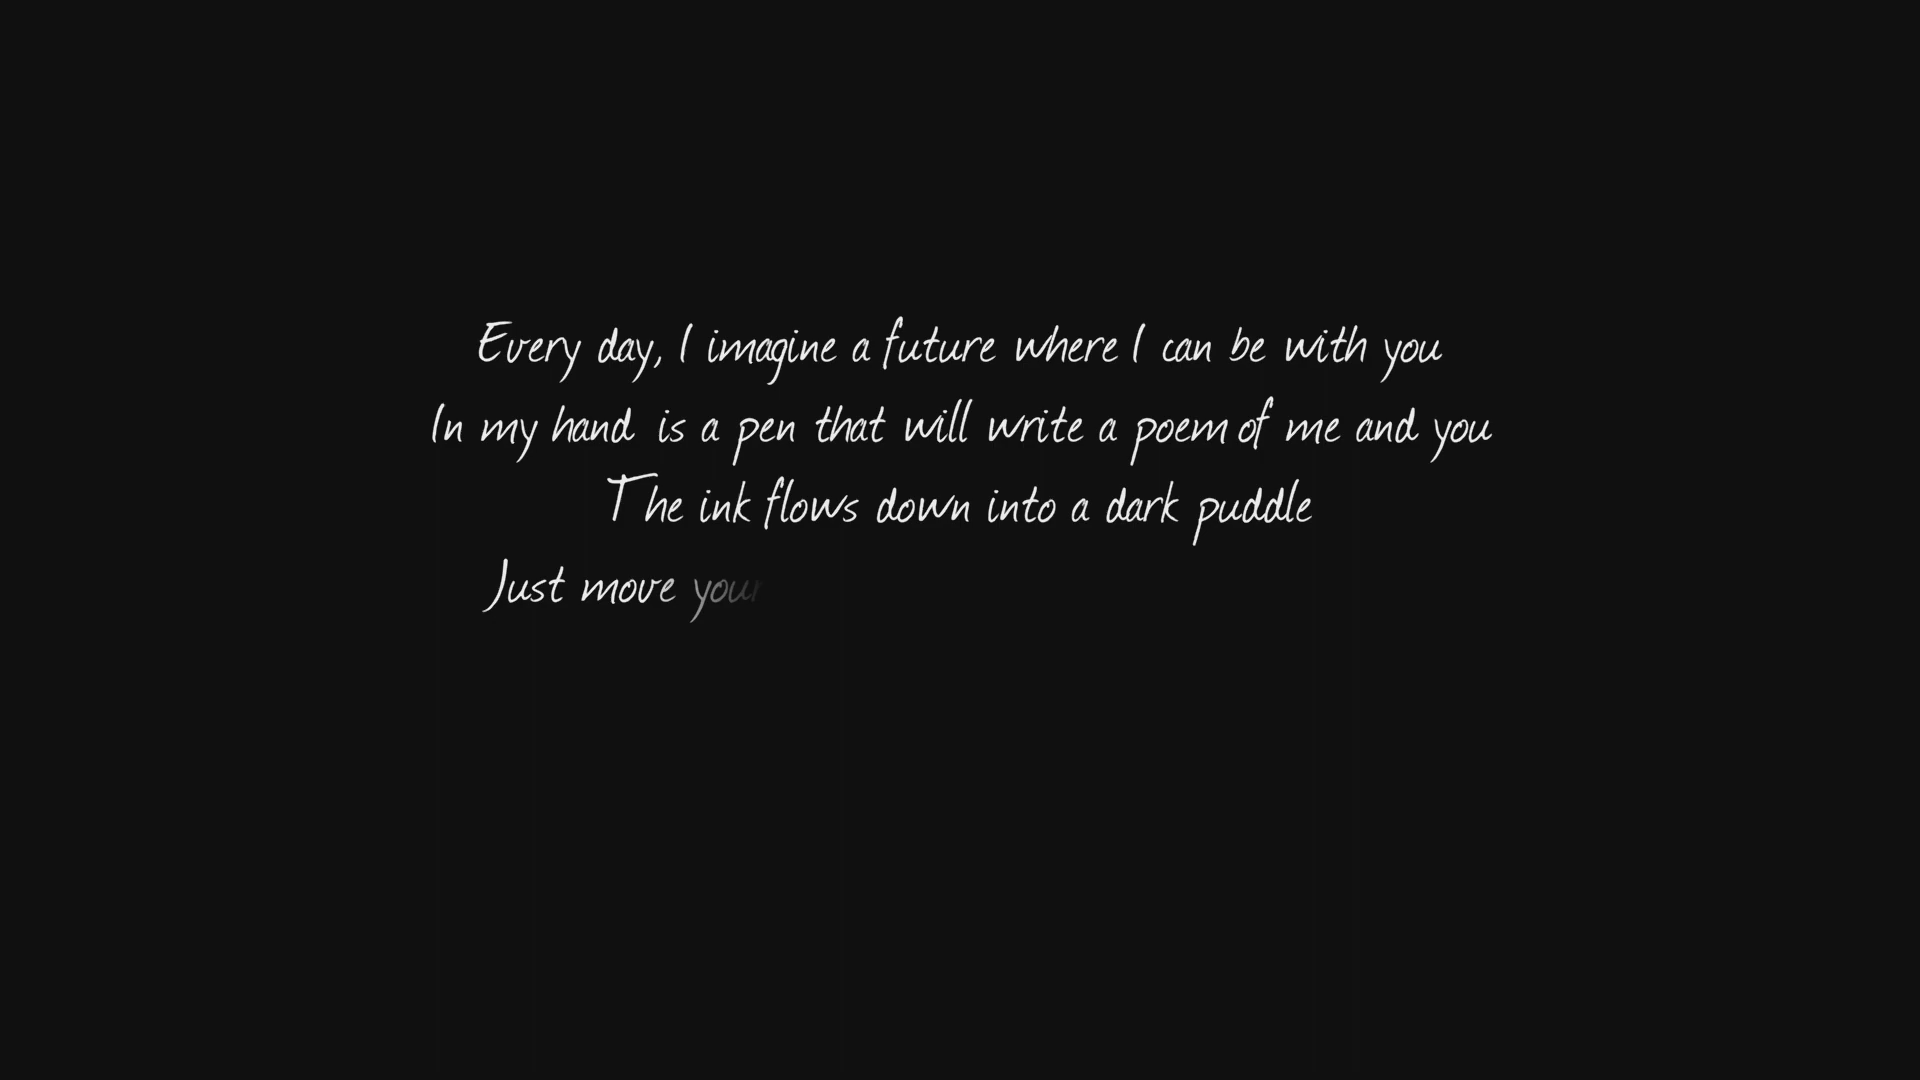 Every day, I imagine a future where I can be with you
In my hand is a pen that will write a poem of me and you
The ink flows down into a dark puddle
Just move your